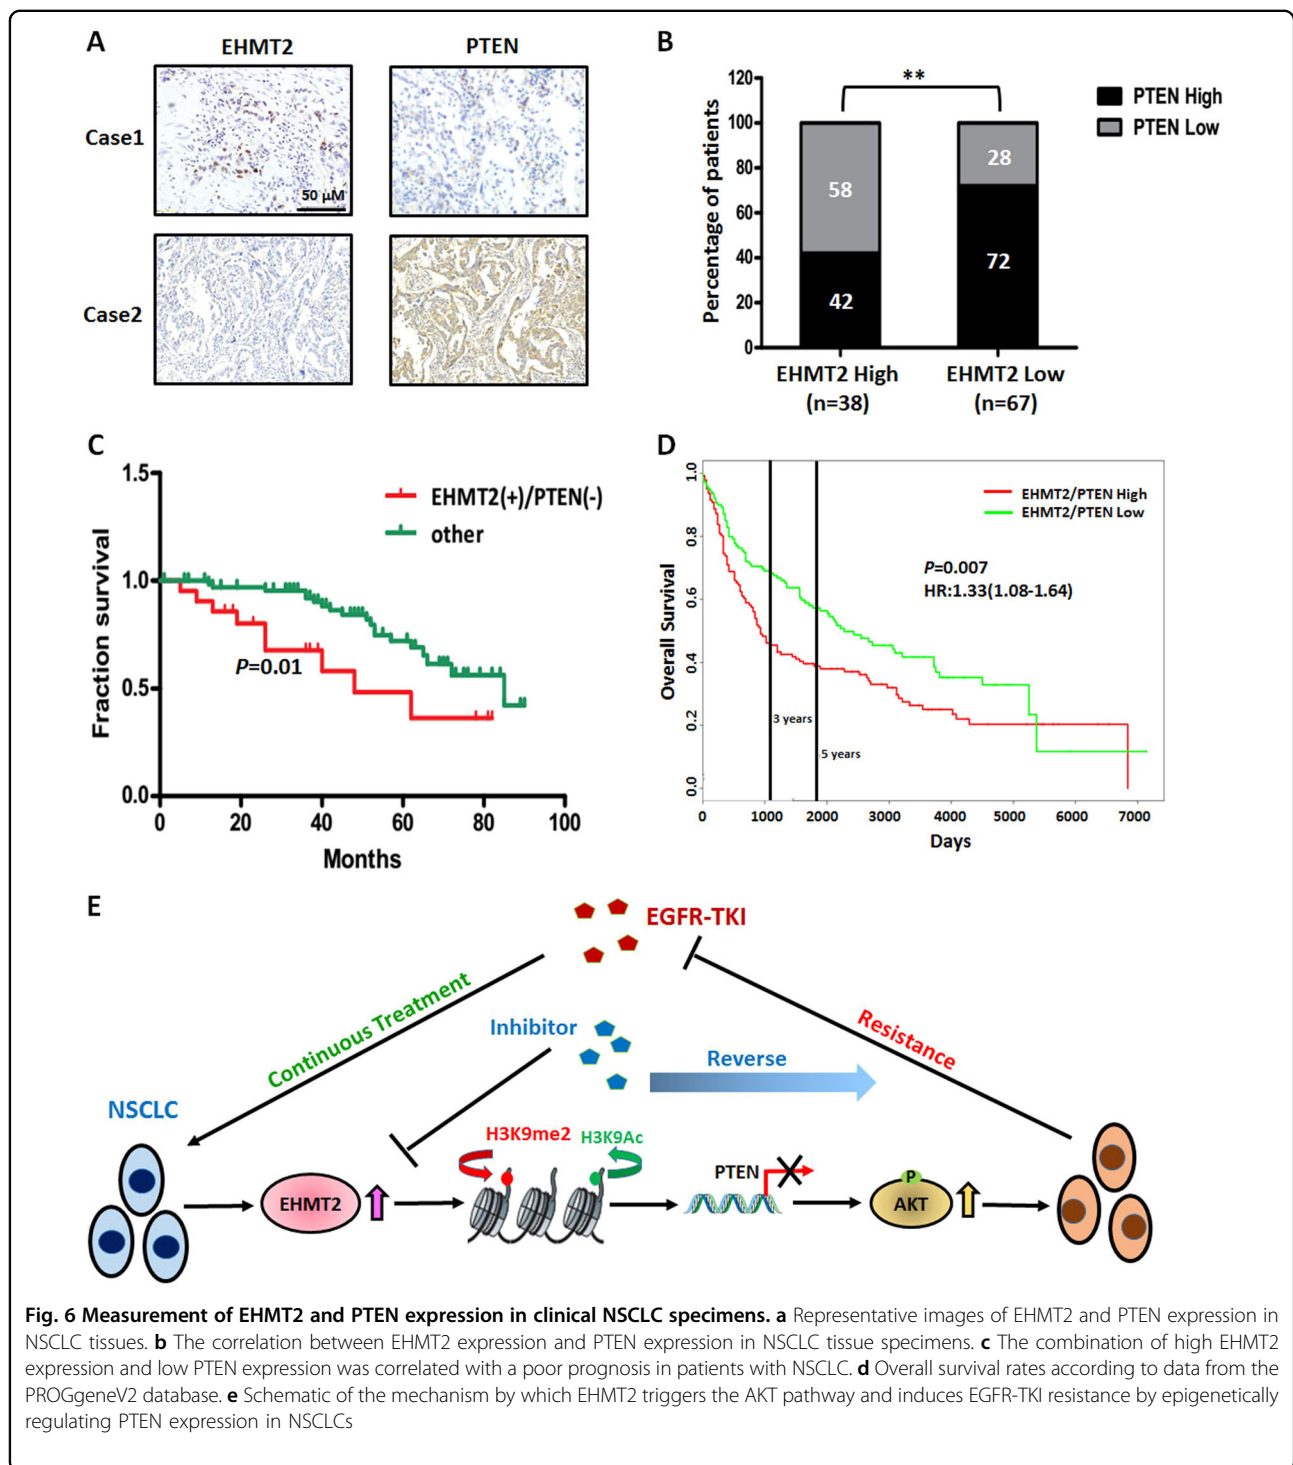 A
EHMT2
PTEN
Case1
50 µM
Case2
B
120
100
80
60
40
20
0
Percentage of patients
**
58
42
28
72
PTEN High
PTEN Low
EHMT2 High
(n=38)
EHMT2 Low
(n=67)
C
1.5
1.0
0.5
0.0
Fraction survival
EHMT2(+)/PTEN(-)
other
P=0.01
0
20
40
60
80
100
Months
D
1.0
0.8
0.6
0.4
0.2
0.0
Overall Survival
EHMT2/PTEN High
EHMT2/PTEN Low
P=0.007
HR:1.33(1.08-1.64)
3 years
5 years
0
1000
2000
3000
4000
5000
6000
7000
Days
E
EGFR-TKI
Continuous Treatment
Inhibitor
Reverse
Resistance
NSCLC
H3K9me2
H3K9Ac
EHMT2
PTEN
P
AKT
Fig. 6 Measurement of EHMT2 and PTEN expression in clinical NSCLC specimens. a Representative images of EHMT2 and PTEN expression in
NSCLC tissues. b The correlation between EHMT2 expression and PTEN expression in NSCLC tissue specimens. c The combination of high EHMT2
expression and low PTEN expression was correlated with a poor prognosis in patients with NSCLC. d Overall survival rates according to data from the
PROGgeneV2 database. e Schematic of the mechanism by which EHMT2 triggers the AKT pathway and induces EGFR-TKI resistance by epigenetically
regulating PTEN expression in NSCLCs